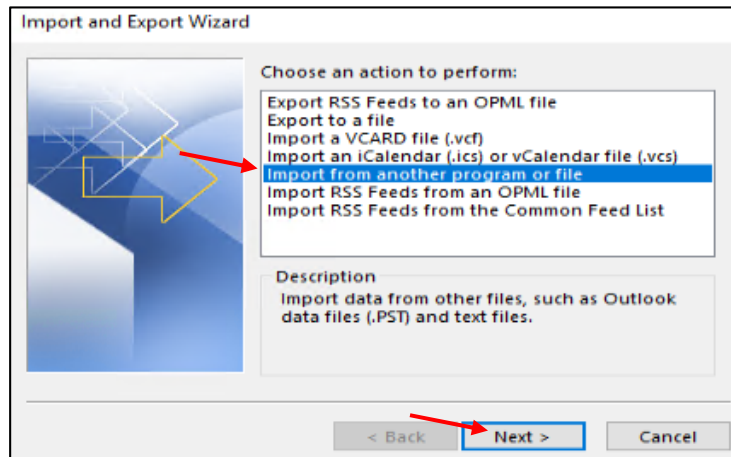 Import and Export Wizard
Choose an action to perform:
Export RSS Feeds to an OPML file
Export to a file
Import a VCARD file (.vcf)
Import an iCalendar (.ics) or vCalendar file (.vcs)
Import from another program or file
Import RSS Feeds from an OPML file
Import RSS Feeds from the Common Feed List
Description
Import data from other files, such as Outlook
data files (.PST) and text files.
< Back Next > Cancel